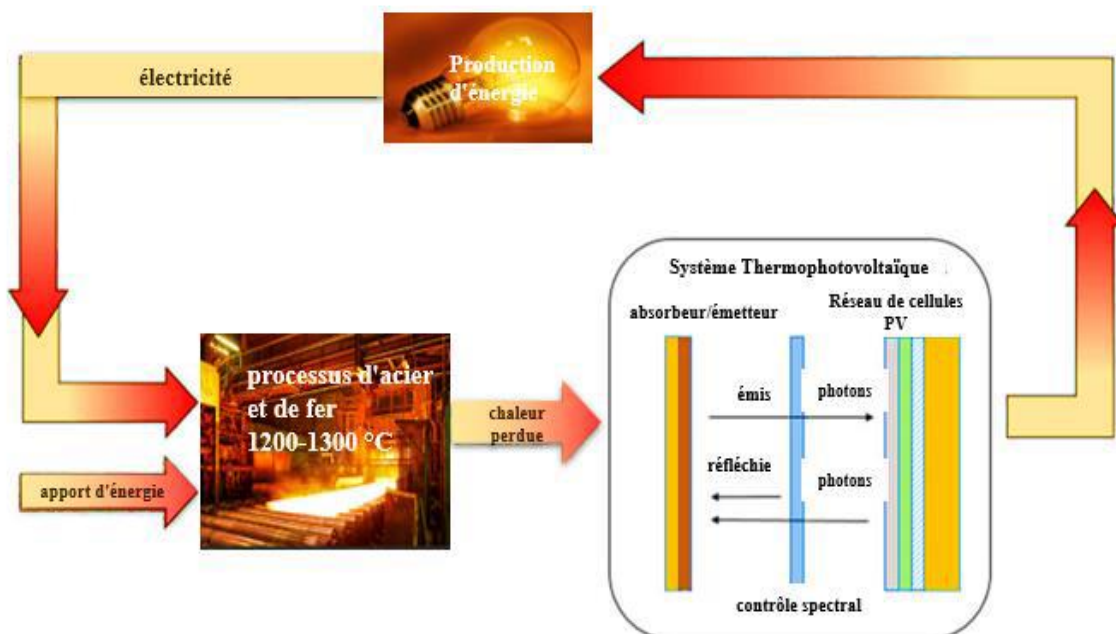 Production
d'énergie
électricité
Système Thermophotovoltaïque
absorbeur/émetteur
Réseau de cellules
PV
processus d'acier
et de fer
1200-1300 °C
chaleur
perdue
émis
photons
réfléchie
photons
apport d'énergie
contrôle spectral